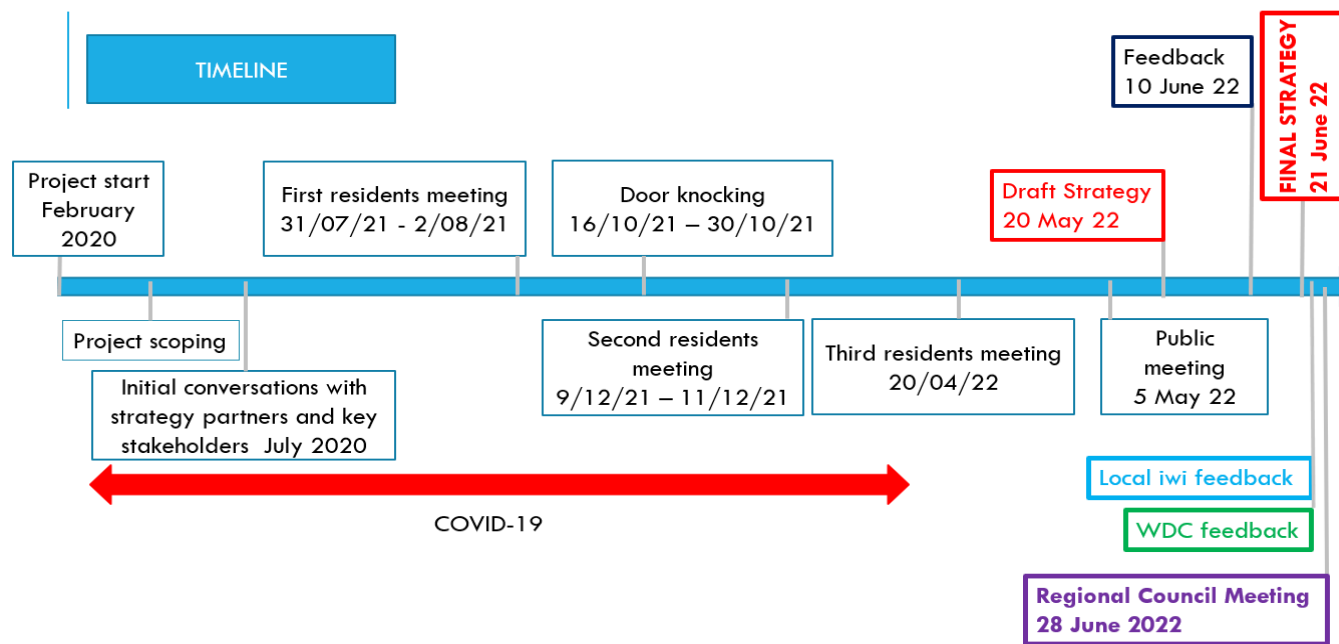 TIMELINE
Feedback
10 June 22
FINAL STRATEGY
21 June 22
Project start
February
2020
First residents meeting
31/07/21 - 2/08/21
Door knocking
16/10/21 – 30/10/21
Draft Strategy
20 May 22
Project scoping
Initial conversations with
strategy partners and key
stakeholders July 2020
Second residents
meeting
9/12/21 – 11/12/21
Third residents meeting
20/04/22
Public
meeting
5 May 22
COVID-19
Local iwi feedback
WDC feedback
Regional Council Meeting
28 June 2022